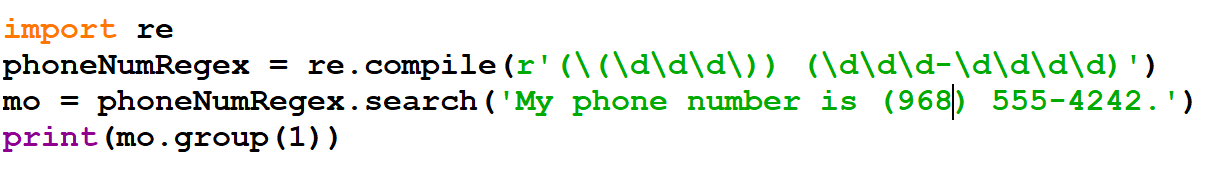 import re
phoneNumRegex = re.compile(r'(\(\d\d\d\)) (\d\d\d-\d\d\d\d)')
mo = phoneNumRegex.search('My phone number is (968) 555-4242.')
print(mo.group(1))